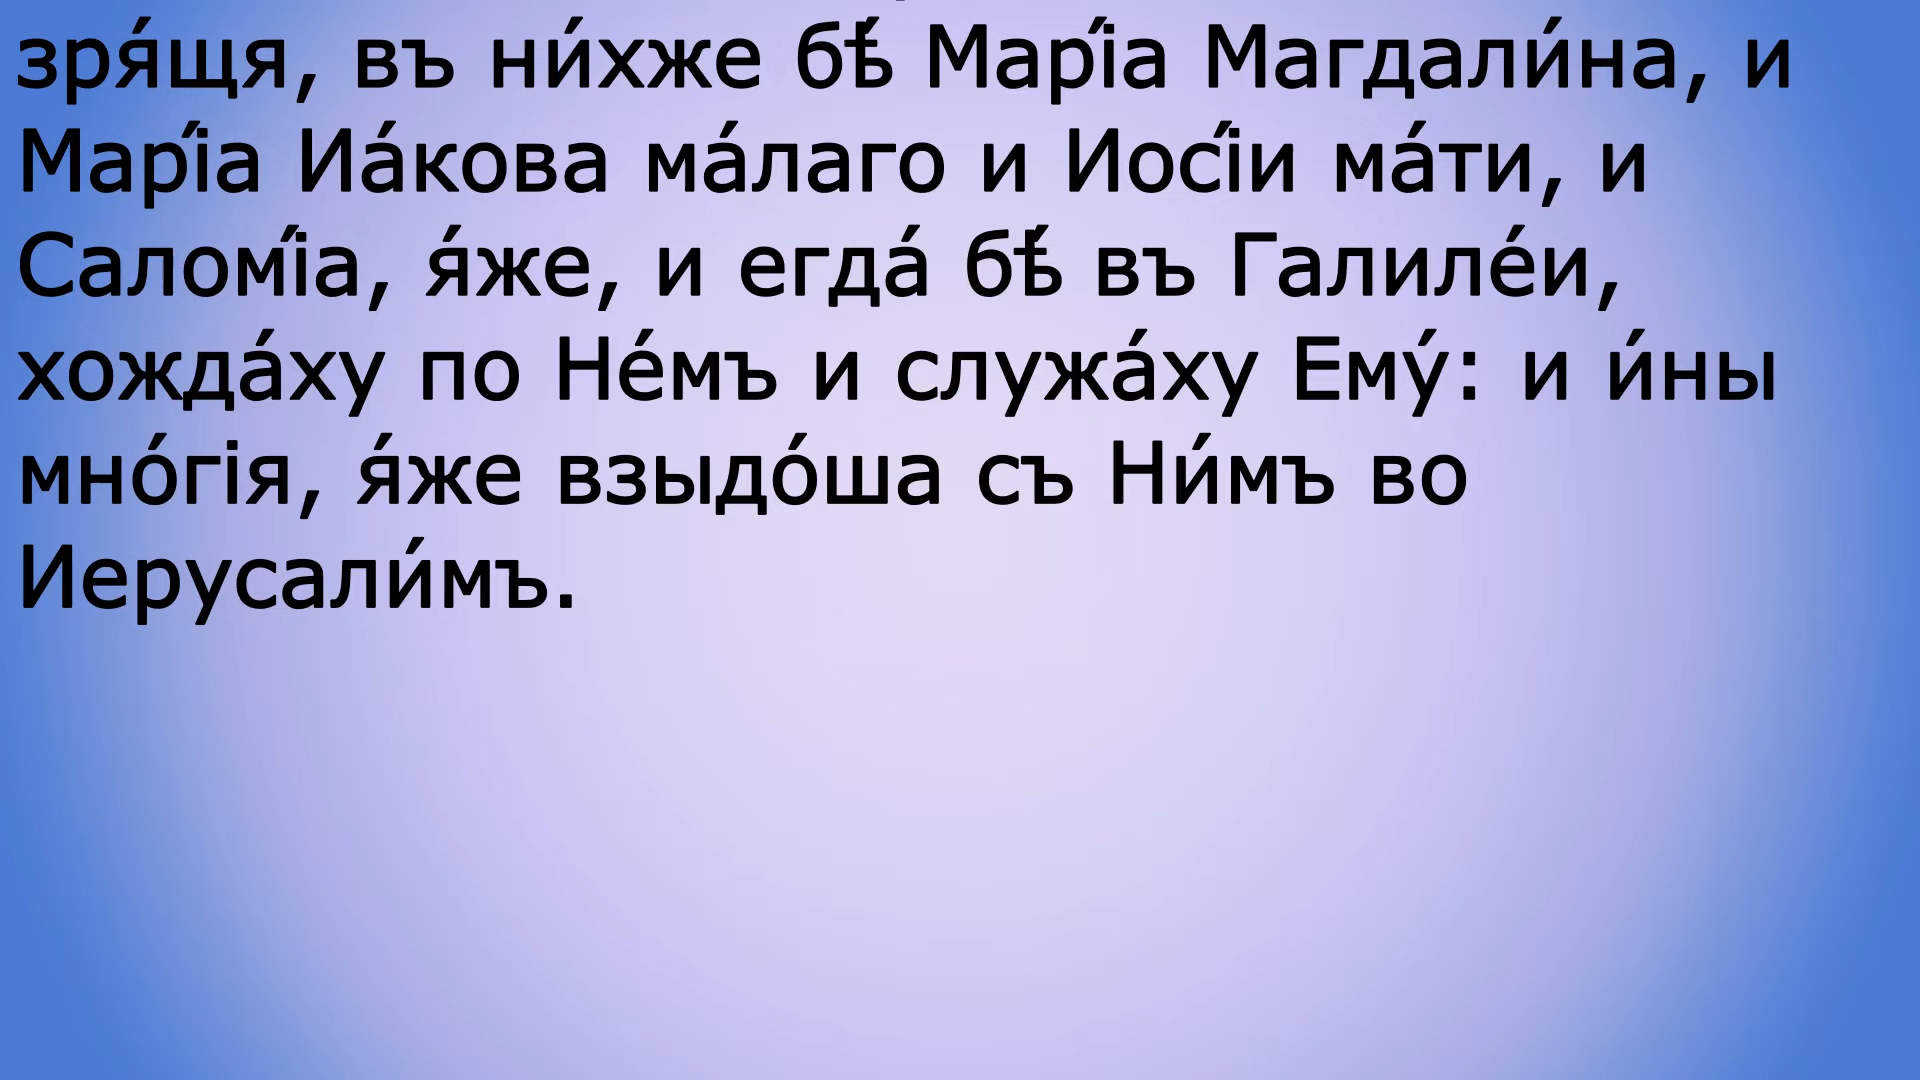 зря́щя, въ ни́хже бѣ́ Марі́а Магдали́на, и
Марі́а Иа́кова ма́лаго и Иосі́и ма́ти, и
Саломі́а, я́же, и егда́ бѣ́ въ Галиле́и,
хожда́ху по Не́мъ и служа́ху Ему́: и и́ны
мно́гія, я́же взыдо́ша съ Ни́мъ во
Иерусали́мъ.